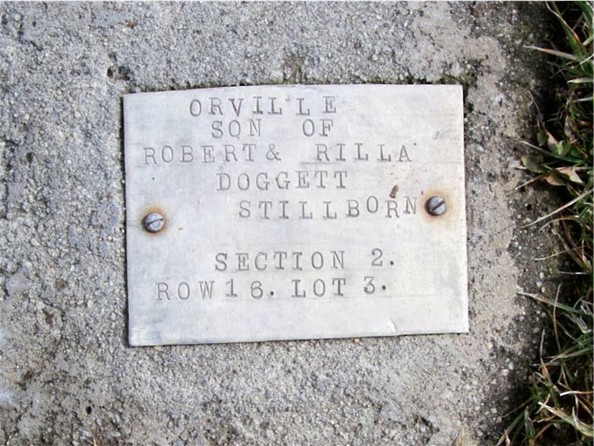 ORVILLE
SON OF
ROBERT & RILLA
DOGGETT
STILLBORN
SECTION 2.
ROW 16. LOT 3.